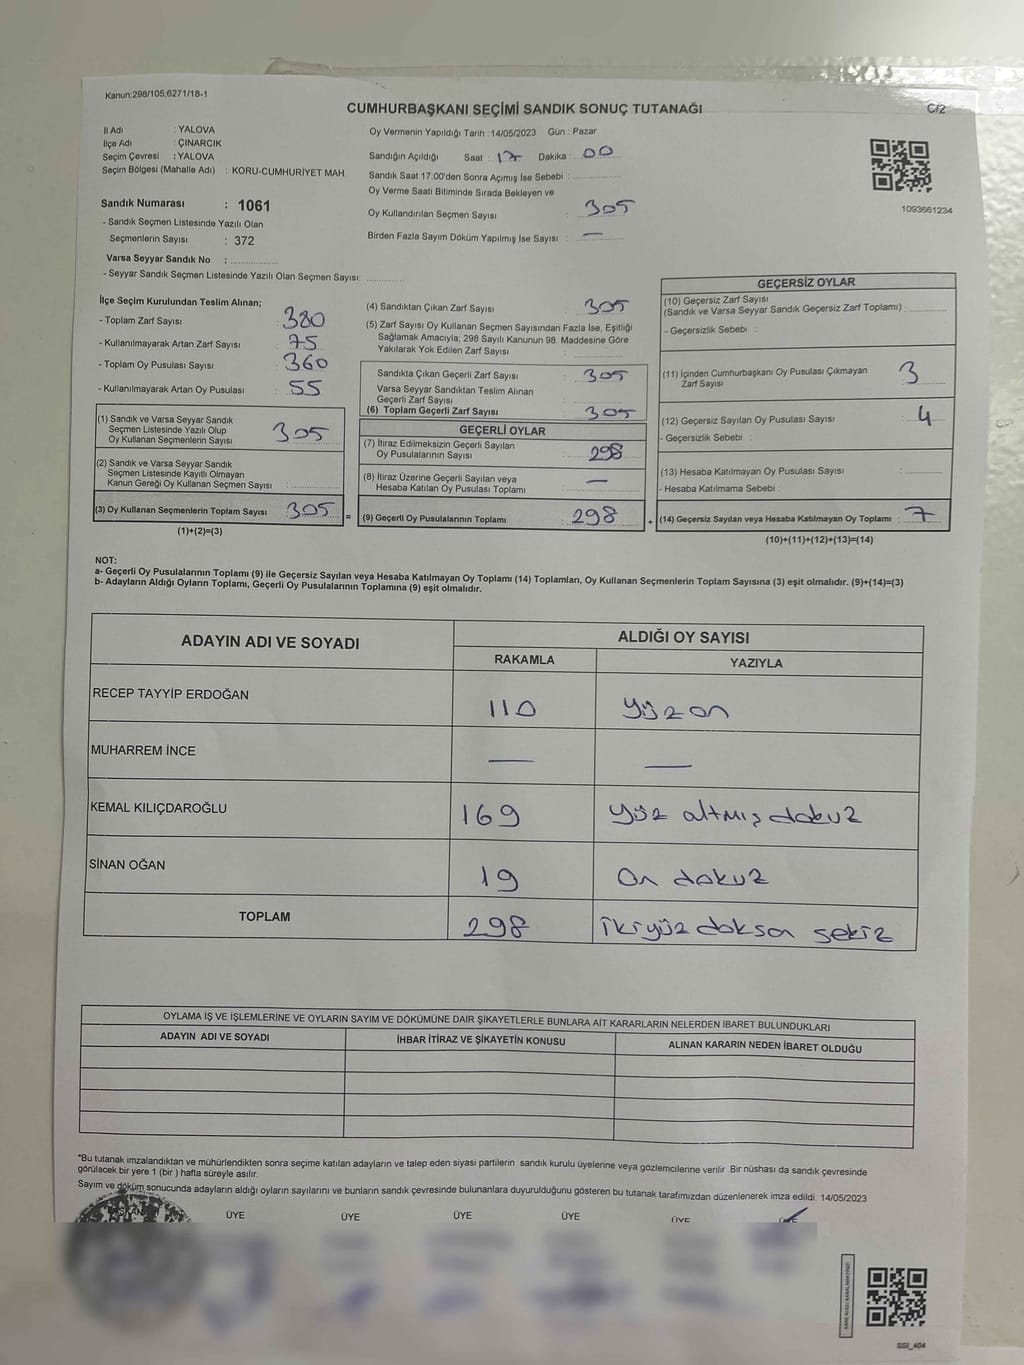 Kanun:298/105;6271/18-1
CUMHURBAŞKANI SEÇİMİ SANDIK SONUÇ TUTANAĞI
C/2
İl Adı : YALOVA
İlçe Adı : ÇINARCIK
Seçim Çevresi : YALOVA
Seçim Bölgesi (Mahalle Adı) : KORU-CUMHURİYET MAH
Sandık Numarası : 1061
- Sandık Seçmen Listesinde Yazılı Olan
Seçmenlerin Sayısı : 372
Varsa Seyyar Sandık No :
- Seyyar Sandık Seçmen Listesinde Yazılı Olan Seçmen Sayısı:
Oy Vermenin Yapıldığı Tarih :14/05/2023 Gün : Pazar
Sandığın Açıldığı Saat : 17 Dakika : 00
Sandık Saat 17:00'den Sonra Açımış İse Sebebi :
Oy Verme Saati Bitiminde Sırada Bekleyen ve
Oy Kullandırılan Seçmen Sayısı : 305
Birden Fazla Sayım Döküm Yapılmış İse Sayısı : —
1093661234
İlçe Seçim Kurulundan Teslim Alınan;
- Toplam Zarf Sayısı : 380
- Kullanılmayarak Artan Zarf Sayısı : 75
- Toplam Oy Pusulası Sayısı : 360
- Kullanılmayarak Artan Oy Pusulası : 55
(1) Sandık ve Varsa Seyyar Sandık
Seçmen Listesinde Yazılı Olup
Oy Kullanan Seçmenlerin Sayısı 305
(2) Sandık ve Varsa Seyyar Sandık
Seçmen Listesinde Kayıtlı Olmayan
Kanun Gereği Oy Kullanan Seçmen Sayısı :
(3) Oy Kullanan Seçmenlerin Toplam Sayısı 305 =
(1)+(2)=(3)
(4) Sandıktan Çıkan Zarf Sayısı : 305
(5) Zarf Sayısı Oy Kullanan Seçmen Sayısından Fazla İse, Eşitliği
Sağlamak Amacıyla; 298 Sayılı Kanunun 98. Maddesine Göre
Yakılarak Yok Edilen Zarf Sayısı :
Sandıkta Çıkan Geçerli Zarf Sayısı : 305
Varsa Seyyar Sandıktan Teslim Alınan
Geçerli Zarf Sayısı :
(6) Toplam Geçerli Zarf Sayısı : 305
GEÇERLİ OYLAR
(7) İtiraz Edilmeksizin Geçerli Sayılan
Oy Pusulalarının Sayısı : 298
(8) İtiraz Üzerine Geçerli Sayılan veya
Hesaba Katılan Oy Pusulası Toplamı : —
(9) Geçerli Oy Pusulalarının Toplamı : 298 +
GEÇERSİZ OYLAR
(10) Geçersiz Zarf Sayısı
(Sandık ve Varsa Seyyar Sandık Geçersiz Zarf Toplamı) :
- Geçersizlik Sebebi :
(11) İçinden Cumhurbaşkanı Oy Pusulası Çıkmayan
Zarf Sayısı : 3
(12) Geçersiz Sayılan Oy Pusulası Sayısı : 4
- Geçersizlik Sebebi :
(13) Hesaba Katılmayan Oy Pusulası Sayısı :
- Hesaba Katılmama Sebebi :
(14) Geçersiz Sayılan veya Hesaba Katılmayan Oy Toplamı : 7
(10)+(11)+(12)+(13)=(14)
NOT:
a- Geçerli Oy Pusulalarının Toplamı (9) ile Geçersiz Sayılan veya Hesaba Katılmayan Oy Toplamı (14) Toplamları, Oy Kullanan Seçmenlerin Toplam Sayısına (3) eşit olmalıdır. (9)+(14)=(3)
b- Adayların Aldığı Oyların Toplamı, Geçerli Oy Pusulalarının Toplamına (9) eşit olmalıdır.
ADAYIN ADI VE SOYADI
ALDIĞI OY SAYISI
RAKAMLA YAZIYLA
RECEP TAYYİP ERDOĞAN 110 yüz on
MUHARREM İNCE — —
KEMAL KILIÇDAROĞLU 169 yüz altmış dokuz
SİNAN OĞAN 19 On dokuz
TOPLAM 298 ikiyüz doksan sekiz
OYLAMA İŞ VE İŞLEMLERİNE VE OYLARIN SAYIM VE DÖKÜMÜNE DAİR ŞİKAYETLERLE BUNLARA AİT KARARLARIN NELERDEN İBARET BULUNDUKLARI
ADAYIN ADI VE SOYADI İHBAR İTİRAZ VE ŞİKAYETİN KONUSU ALINAN KARARIN NEDEN İBARET OLDUĞU
*Bu tutanak imzalandıktan ve mühürlendikten sonra seçime katılan adayların ve talep eden siyasi partilerin sandık kurulu üyelerine veya gözlemcilerine verilir. Bir nüshası da sandık çevresinde
görülecek bir yere 1 (bir ) hafta süreyle asılır.
Sayım ve döküm sonucunda adayların aldığı oyların sayılarını ve bunların sandık çevresinde bulunanlara duyurulduğunu gösteren bu tutanak tarafımızdan düzenlenerek imza edildi. 14/05/2023
ÜYE ÜYE ÜYE ÜYE ÜYE
SSI_404